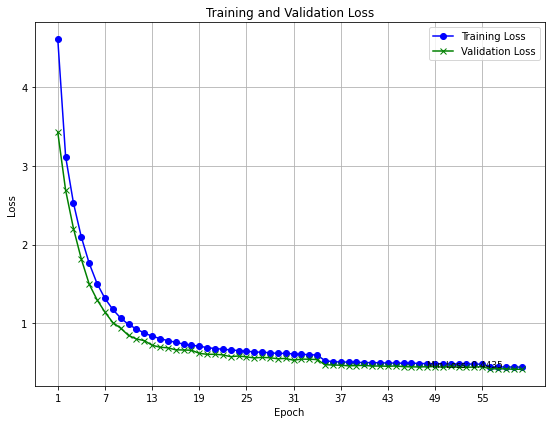 Training and Validation Loss
Training Loss
Validation Loss
Loss
4
3
2
1
1
7
13
19
25
31
37
43
49
55
Epoch